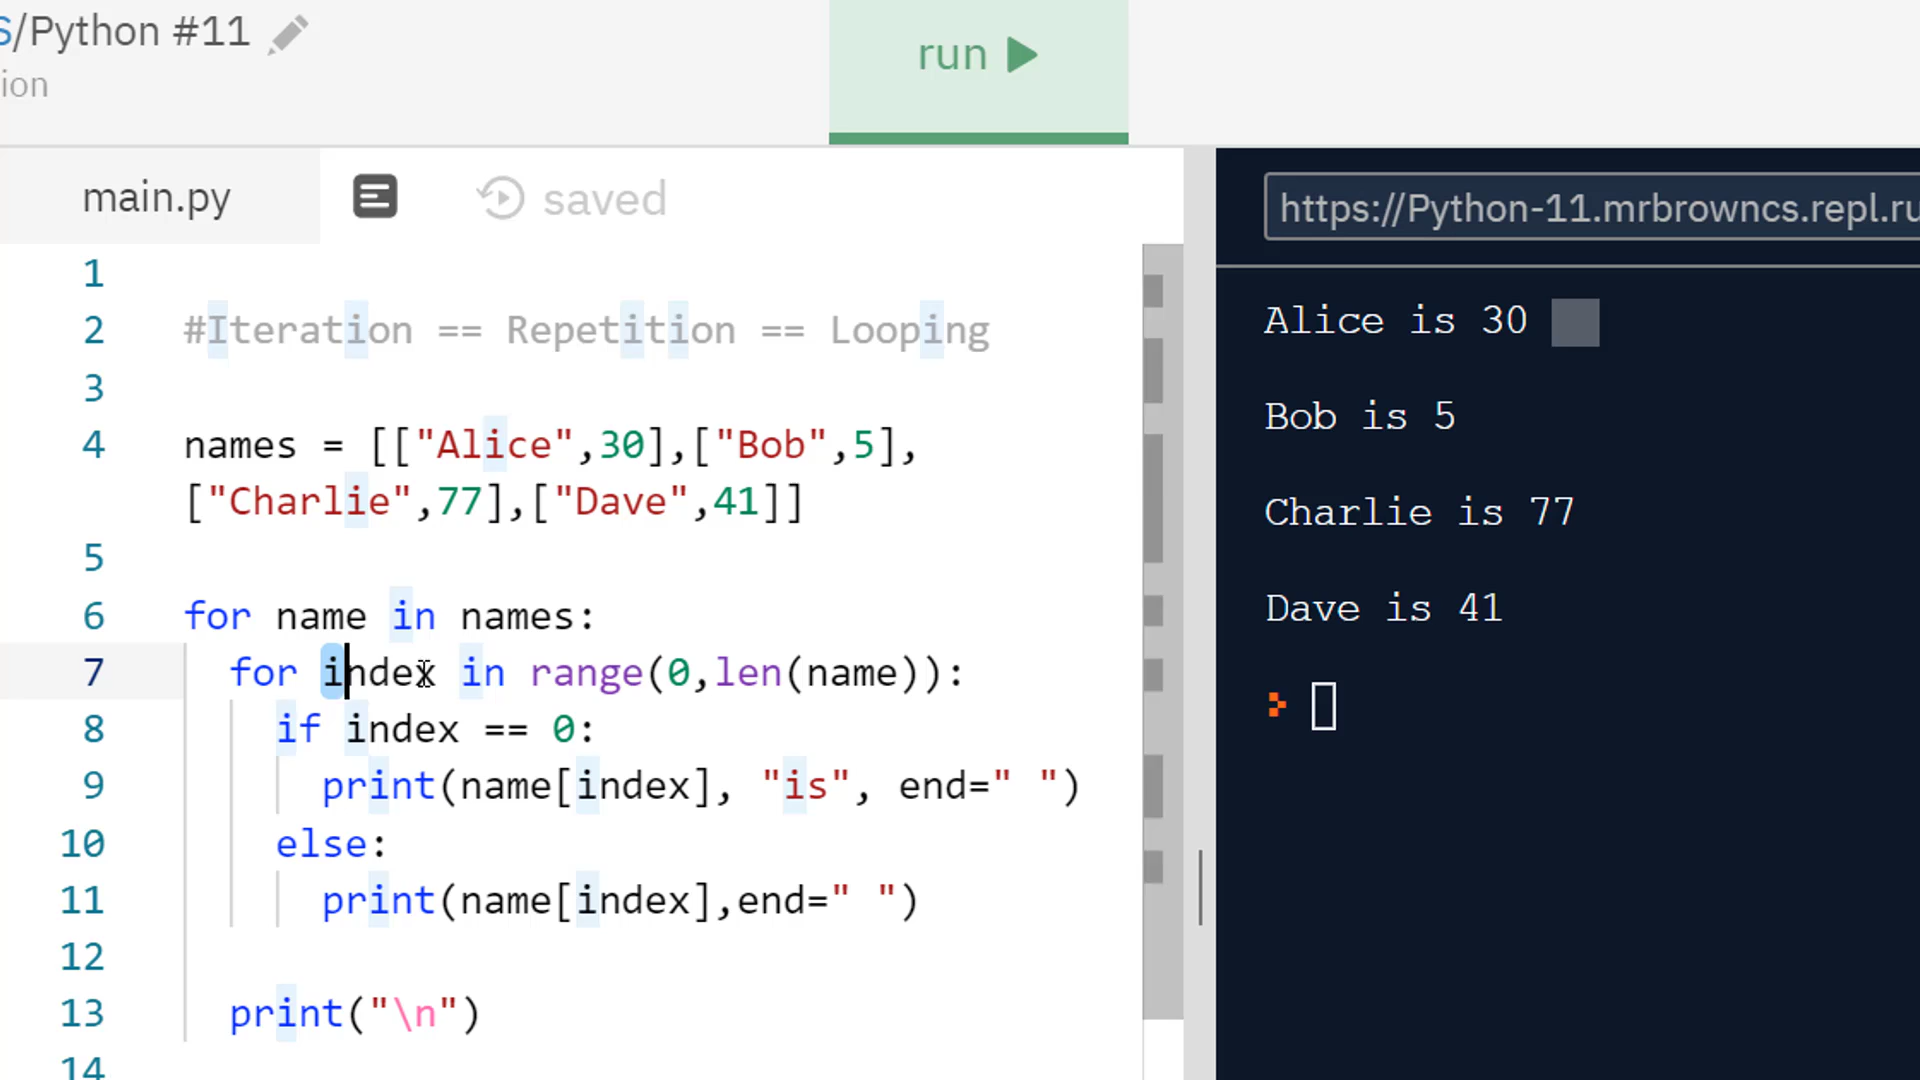 S/Python #11
ion
run
main.py
saved
https://Python-11.mrbrowncs.repl.ru
1
2 #Iteration == Repetition == Looping
3
4 names = [["Alice",30],["Bob",5],
["Charlie",77],["Dave",41]]
5
6 for name in names:
7 for index in range(0,len(name)):
8 if index == 0:
9 print(name[index], "is", end=" ")
10 else:
11 print(name[index],end=" ")
12
13 print("\n")
14
Alice is 30
Bob is 5
Charlie is 77
Dave is 41